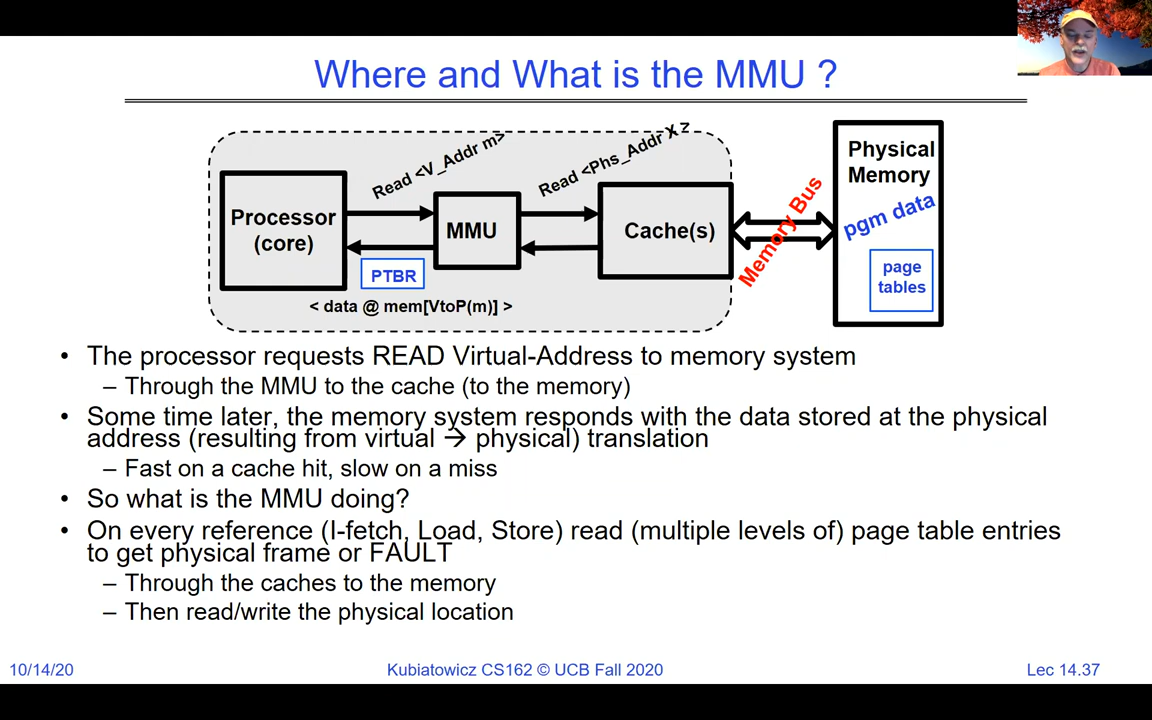 Where and What is the MMU ?
Read <V_Addr m>
Read <Phs_Addr X >
Processor
(core)
MMU
Cache(s)
PTBR
< data @ mem[VtoP(m)] >
Memory Bus
Physical
Memory
pgm data
page
tables
• The processor requests READ Virtual-Address to memory system
– Through the MMU to the cache (to the memory)
• Some time later, the memory system responds with the data stored at the physical
address (resulting from virtual → physical) translation
– Fast on a cache hit, slow on a miss
• So what is the MMU doing?
• On every reference (I-fetch, Load, Store) read (multiple levels of) page table entries
to get physical frame or FAULT
– Through the caches to the memory
– Then read/write the physical location
10/14/20
Kubiatowicz CS162 © UCB Fall 2020
Lec 14.37